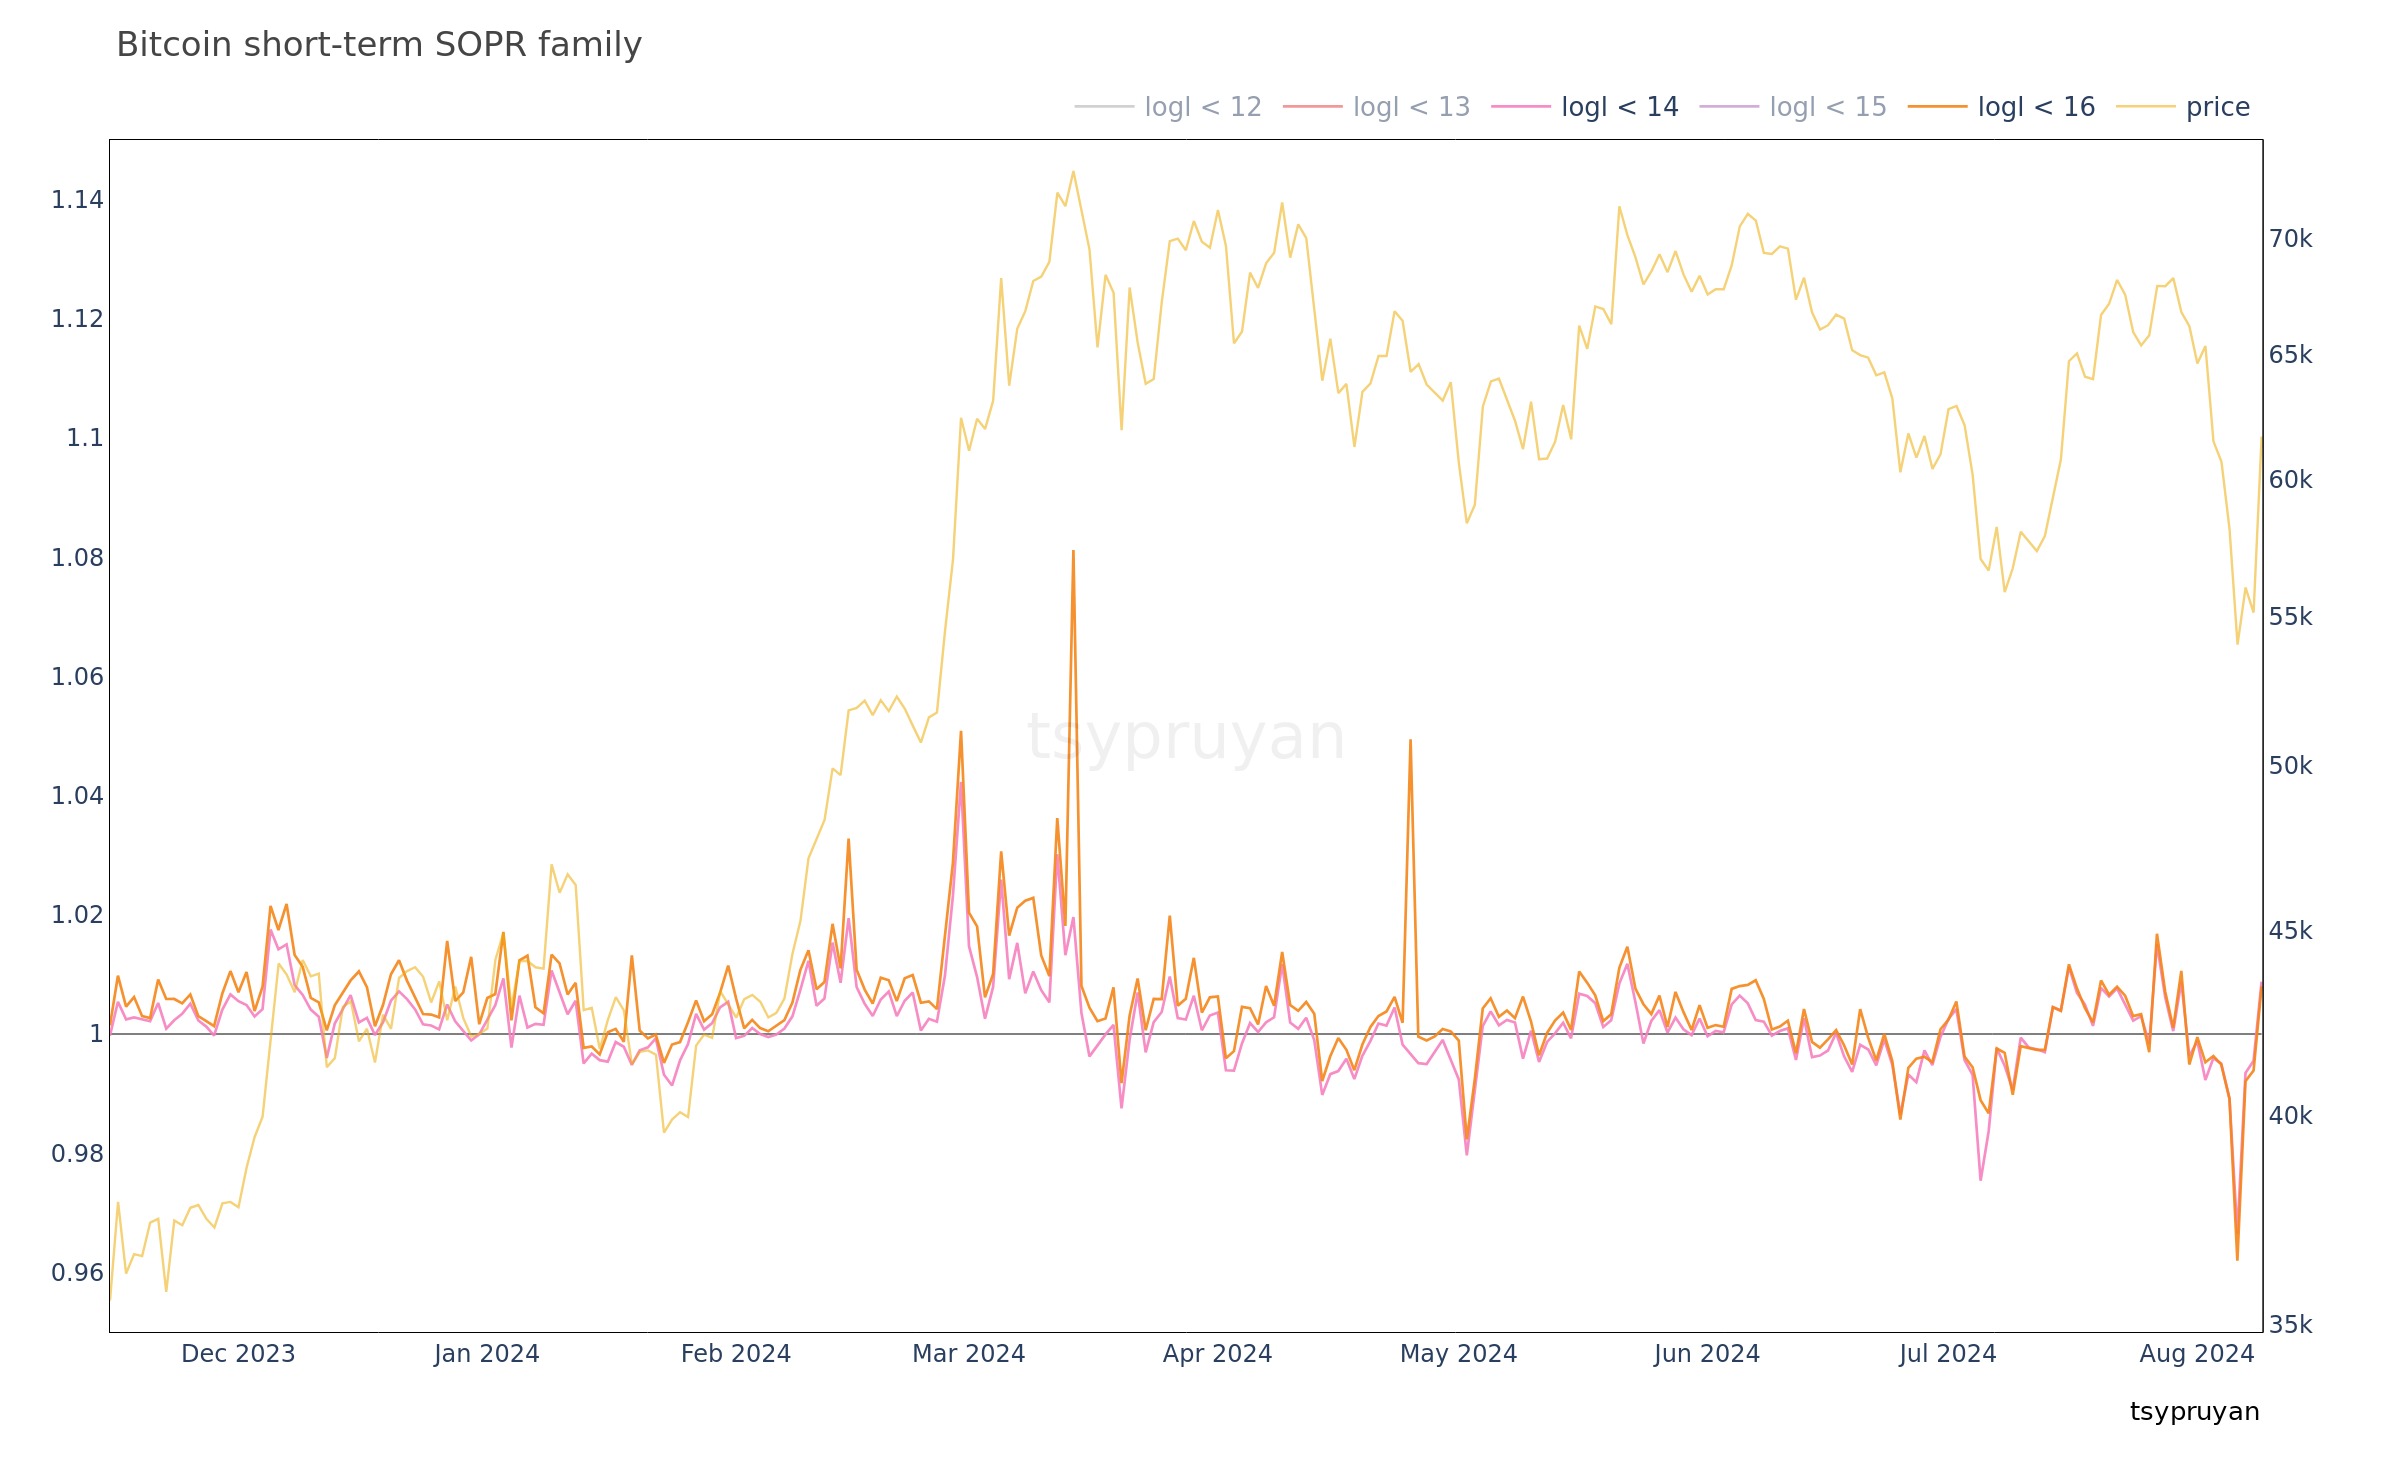 Bitcoin short-term SOPR family
logl < 12 logl < 13 logl < 14 logl < 15 logl < 16 price
1.14
1.12
1.1
1.08
1.06
1.04
1.02
1
0.98
0.96
70k
65k
60k
55k
50k
45k
40k
35k
tsypruyan
Dec 2023 Jan 2024 Feb 2024 Mar 2024 Apr 2024 May 2024 Jun 2024 Jul 2024 Aug 2024
tsypruyan